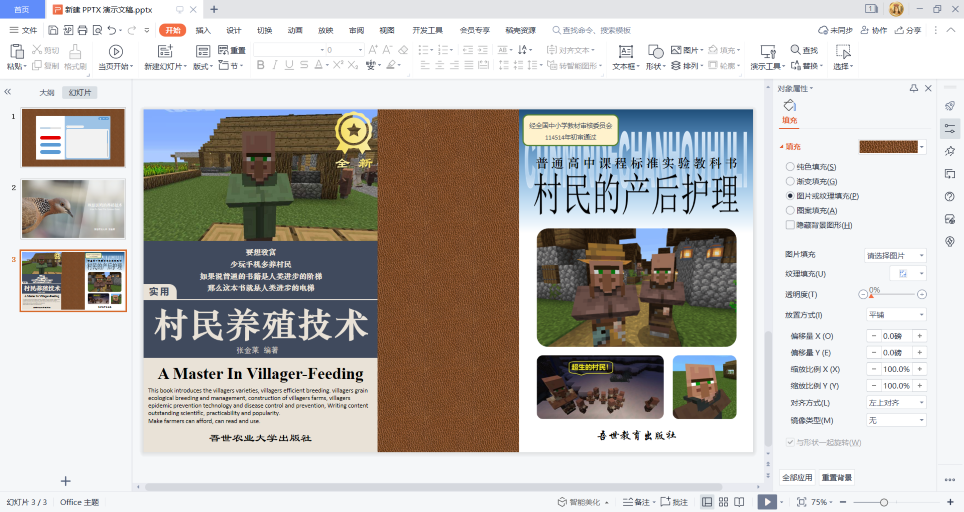 首页
新建 PPTX 演示文稿.pptx
文件
开始
插入
设计
切换
动画
放映
审阅
视图
开发工具
会员专享
稿壳资源
查找命令、搜索模板
未同步
协作
分享
粘贴
剪切
复制
格式刷
当页开始
新建幻灯片
版式
重置
节
B I U S A
0
对齐文本
转智能图形
文本框
形状
图片
排列
填充
轮廓
演示工具
查找
替换
选择
大纲
幻灯片
1
2
3
全新
要想致富
少玩手机多养村民
如果说普通的书籍是人类进步的阶梯
那么这本书就是人类进步的电梯
实用
村民养殖技术
张金莱 编著
A Master In Villager-Feeding
This book introduces the villagers varieties, villagers efficient breeding, villagers grain
ecological breeding and management, construction of villagers farms, villagers
epidemic prevention technology and disease control and prevention, Writing content
outstanding scientific, practicability and popularity.
Make farmers can afford, can read and use.
吾世农业大学出版社
经全国中小学教材审核委员会
114514年初审通过
普通高中课程标准实验教科书
村民的产后护理
超生的村民!
吾世教育出版社
对象属性
填充
填充
纯色填充(S)
渐变填充(G)
图片或纹理填充(P)
图案填充(A)
隐藏背景图形(H)
图片填充
请选择图片
纹理填充(U)
透明度(T)
0%
放置方式(I)
平铺
偏移量 X (O)
0.0磅
偏移量 Y (E)
0.0磅
缩放比例 X (X)
100.0%
缩放比例 Y (Y)
100.0%
对齐方式(L)
左上对齐
镜像类型(M)
无
与形状一起旋转(W)
全部应用
重置背景
幻灯片 3 / 3
Office 主题
智能美化
备注
批注
75%